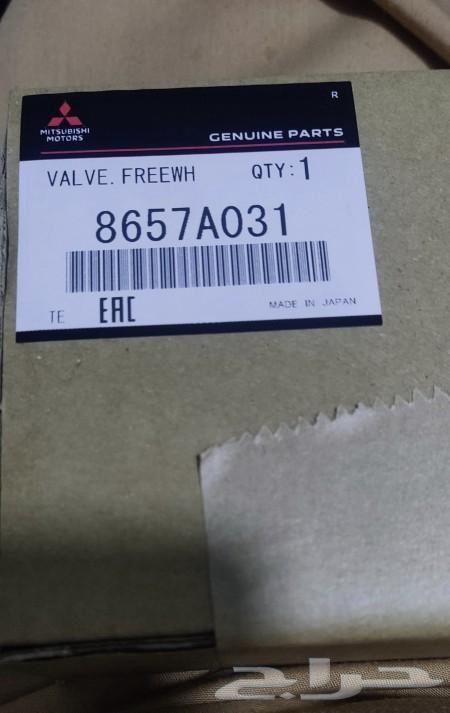 R
MITSUBISHI
MOTORS
GENUINE PARTS
VALVE. FREEWH QTY:1
8657A031
TE EAC MADE IN JAPAN
حراج